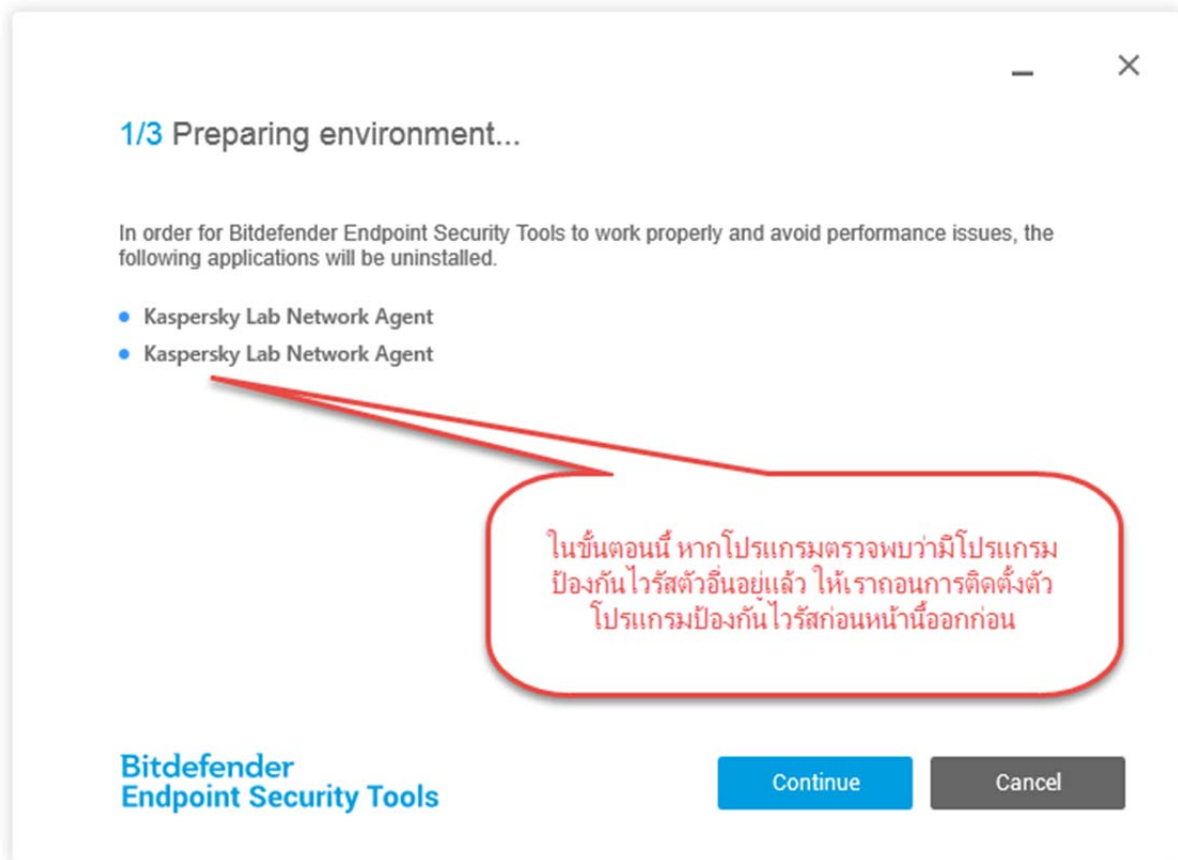 1/3 Preparing environment...
In order for Bitdefender Endpoint Security Tools to work properly and avoid performance issues, the
following applications will be uninstalled.
Kaspersky Lab Network Agent
Kaspersky Lab Network Agent
ในขั้นตอนนี้ หากโปรแกรมตรวจพบว่ามีโปรแกรม
ป้องกันไวรัสตัวอื่นอยู่แล้ว ให้เราถอนการติดตั้งตัว
โปรแกรมป้องกันไวรัสก่อนหน้านี้ออกก่อน
Bitdefender
Endpoint Security Tools
Continue
Cancel